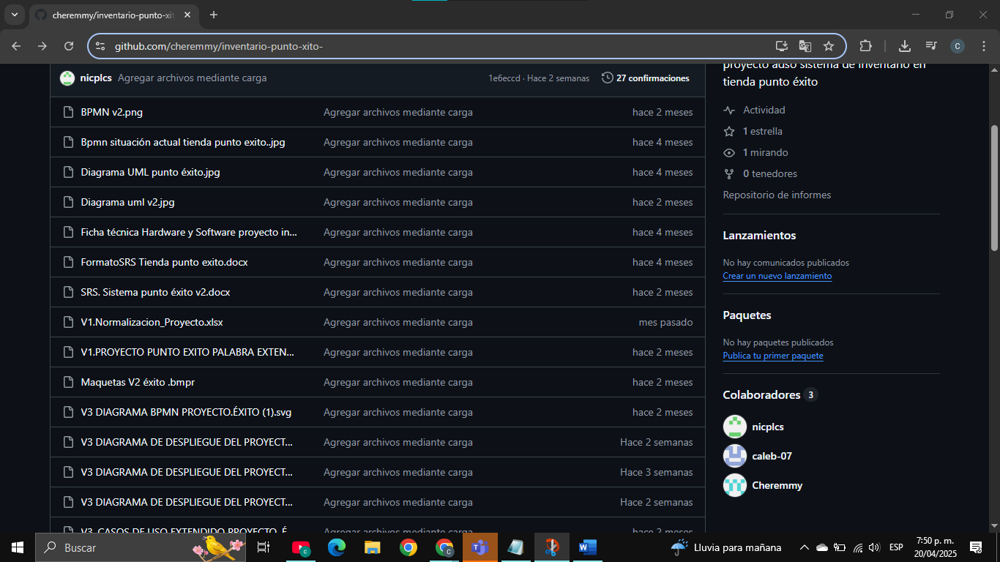 cheremmy/inventario-punto-xit
github.com/cheremmy/inventario-punto-xito-
C
nicplcs Agregar archivos mediante carga 1e6eccd · Hace 2 semanas 27 confirmaciones
BPMN v2.png Agregar archivos mediante carga hace 2 meses
Bpmn situación actual tienda punto exito..jpg Agregar archivos mediante carga hace 4 meses
Diagrama UML punto éxito.jpg Agregar archivos mediante carga hace 4 meses
Diagrama uml v2.jpg Agregar archivos mediante carga hace 2 meses
Ficha técnica Hardware y Software proyecto in... Agregar archivos mediante carga hace 4 meses
FormatoSRS Tienda punto exito.docx Agregar archivos mediante carga hace 4 meses
SRS. Sistema punto éxito v2.docx Agregar archivos mediante carga hace 2 meses
V1.Normalizacion_Proyecto.xlsx Agregar archivos mediante carga mes pasado
V1.PROYECTO PUNTO EXITO PALABRA EXTEN... Agregar archivos mediante carga hace 2 meses
Maquetas V2 éxito .bmpr Agregar archivos mediante carga hace 2 meses
V3 DIAGRAMA BPMN PROYECTO.ÉXITO (1).svg Agregar archivos mediante carga hace 2 meses
V3 DIAGRAMA DE DESPLIEGUE DEL PROYECT... Agregar archivos mediante carga Hace 2 semanas
V3 DIAGRAMA DE DESPLIEGUE DEL PROYECT... Agregar archivos mediante carga Hace 3 semanas
V3 DIAGRAMA DE DESPLIEGUE DEL PROYECT... Agregar archivos mediante carga Hace 2 semanas
V3. CASOS DE USO EXTENDIDO PROYECTO. É Agregar archivos mediante carga hace 2 meses
proyecto adso sistema de inventario en
tienda punto éxito
Actividad
1 estrella
1 mirando
0 tenedores
Repositorio de informes
Lanzamientos
No hay comunicados publicados
Crear un nuevo lanzamiento
Paquetes
No hay paquetes publicados
Publica tu primer paquete
Colaboradores 3
nicplcs
caleb-07
Cheremmy
Buscar
Lluvia para mañana
ESP
7:50 p. m.
20/04/2025